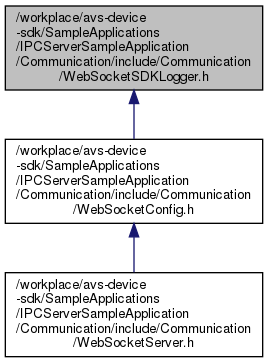 /workplace/avs-device
-sdk/SampleApplications
/IPCServerSampleApplication
/Communication/include/Communication
/WebSocketSDKLogger.h
/workplace/avs-device
-sdk/SampleApplications
/IPCServerSampleApplication
/Communication/include/Communication
/WebSocketConfig.h
/workplace/avs-device
-sdk/SampleApplications
/IPCServerSampleApplication
/Communication/include/Communication
/WebSocketServer.h